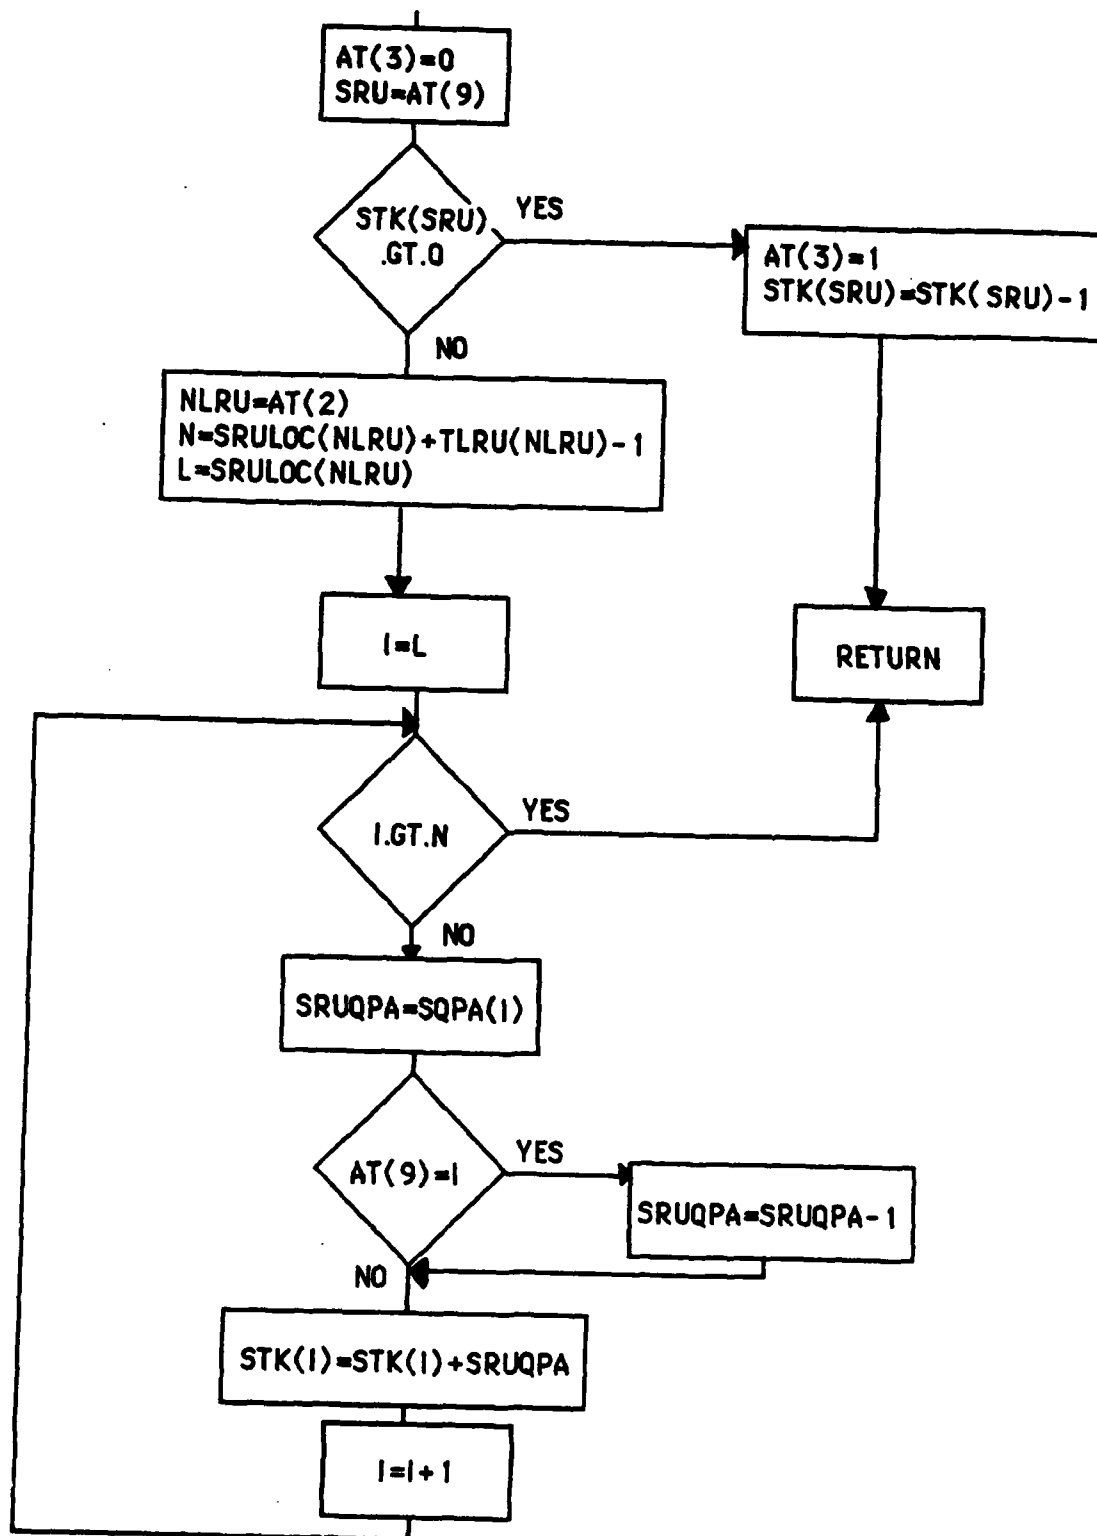 AT(3)=0
SRU=AT(9)
STK(SRU)
.GT.0
YES
AT(3)=1
STK(SRU)=STK(SRU)-1
NO
NLRU=AT(2)
N=SRULOC(NLRU)+TLRU(NLRU)-1
L=SRULOC(NLRU)
I=L
RETURN
I.GT.N
YES
NO
SRUQPA=SQPA(I)
AT(9)=I
YES
SRUQPA=SRUQPA-1
NO
STK(I)=STK(I)+SRUQPA
I=I+1